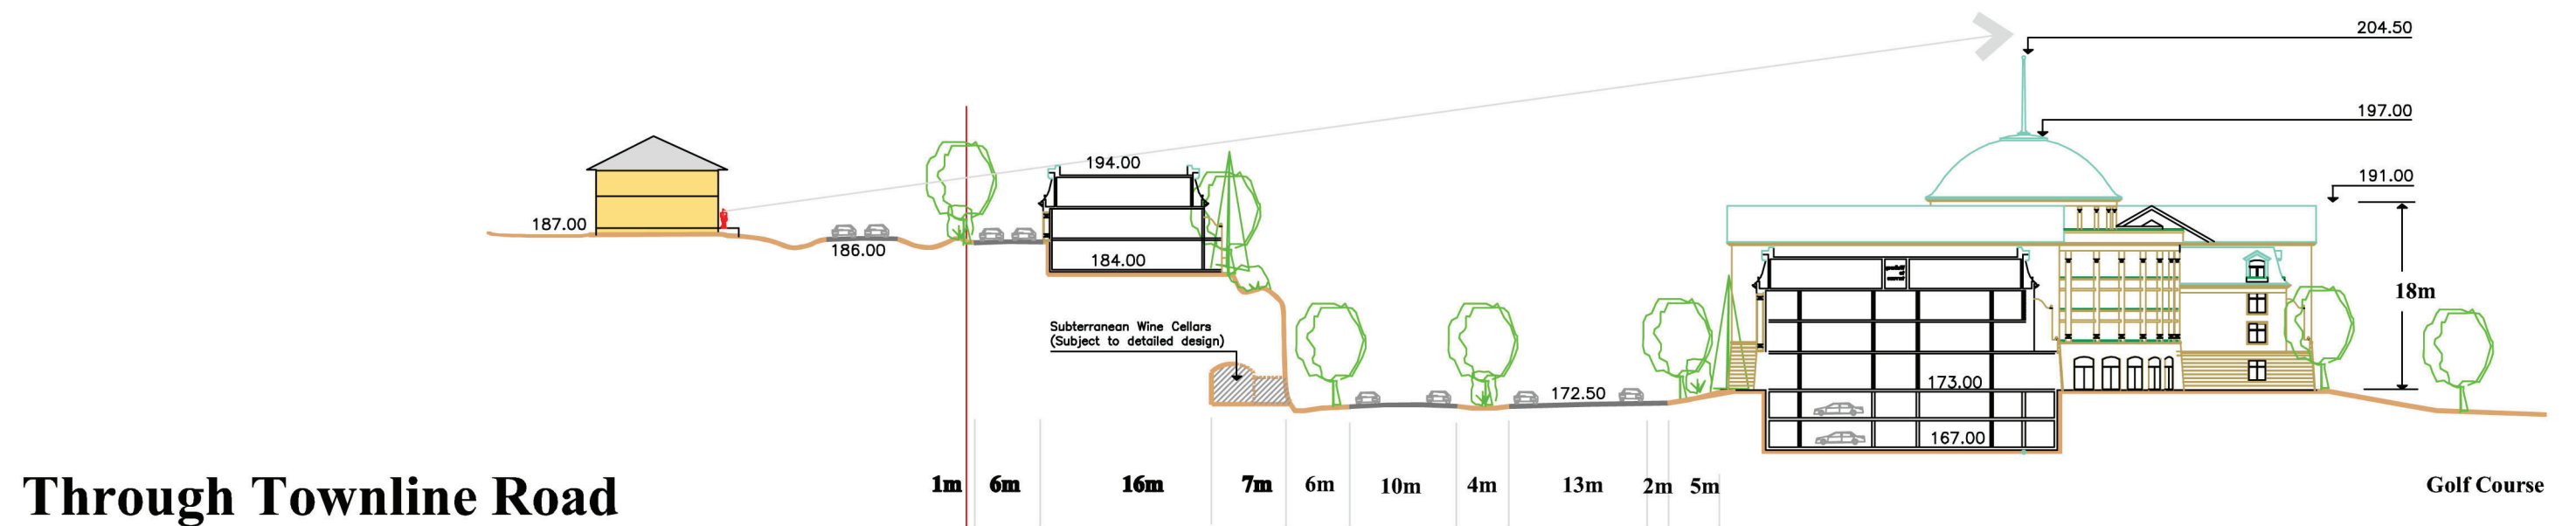 204.50
197.00
194.00
191.00
187.00
186.00
184.00
18m
Subterranean Wine Cellars
(Subject to detailed design)
172.50
173.00
167.00
1m 6m 16m 7m 6m 10m 4m 13m 2m 5m
Through Townline Road
Golf Course